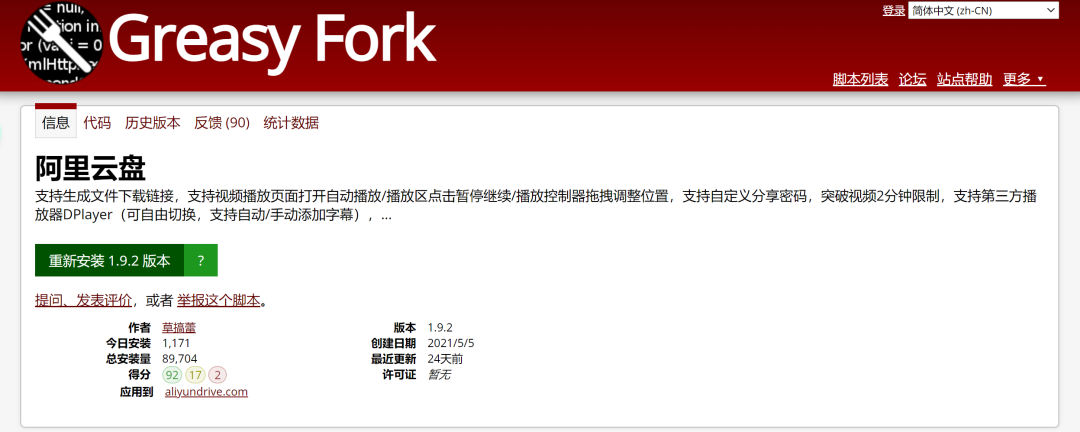 = null,
tion in
or (var i = 0
XmlHttp
Greasy Fork
登录 简体中文 (zh-CN)
脚本列表 论坛 站点帮助 更多 ▼
信息 代码 历史版本 反馈 (90) 统计数据
阿里云盘
支持生成文件下载链接，支持视频播放页面打开自动播放/播放区点击暂停继续/播放控制器拖拽调整位置，支持自定义分享密码，突破视频2分钟限制，支持第三方播
放器DPlayer（可自由切换，支持自动/手动添加字幕）, ...
重新安装 1.9.2 版本 ?
提问、发表评价，或者 举报这个脚本。
作者 草搞蕾 版本 1.9.2
今日安装 1,171 创建日期 2021/5/5
总安装量 89,704 最近更新 24天前
得分 92 17 2 许可证 暂无
应用到 aliyundrive.com